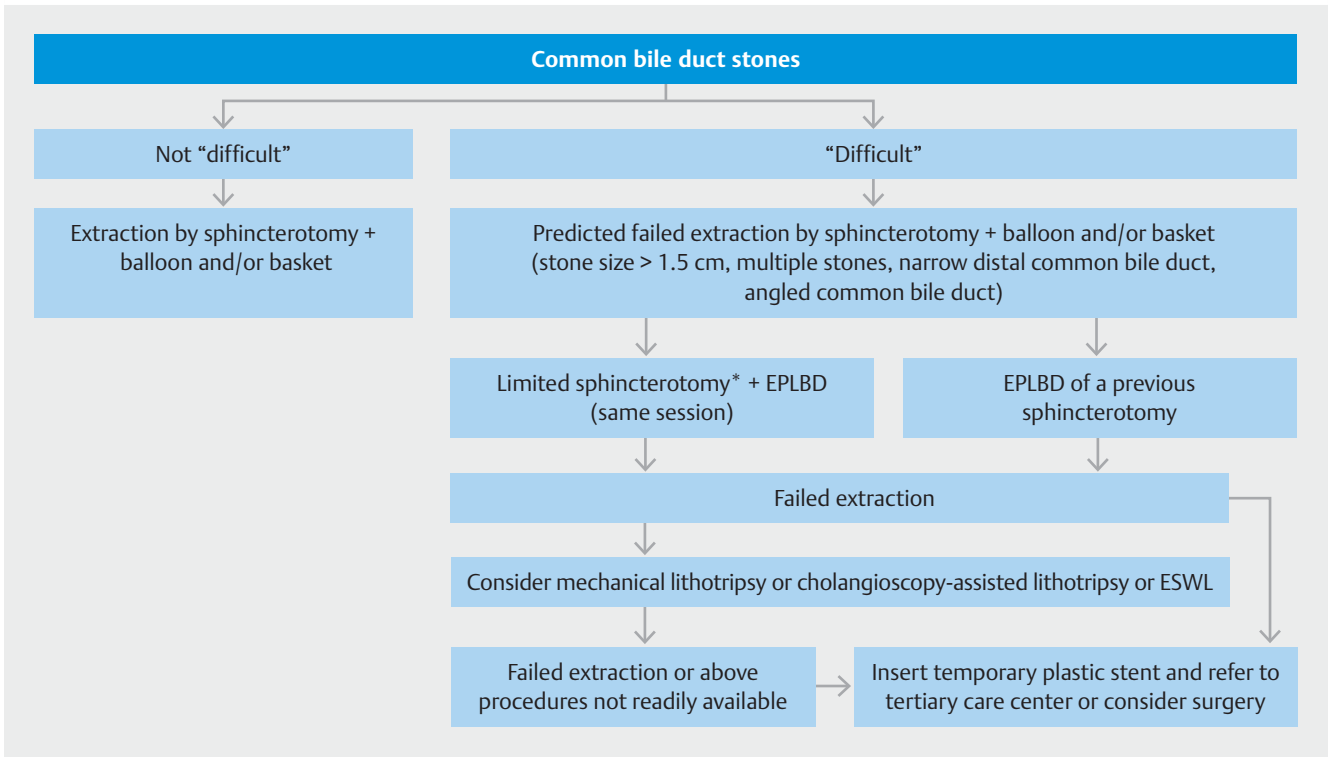 Common bile duct stones
Not “difficult”
“Difficult”
Extraction by sphincterotomy +
balloon and/or basket
Predicted failed extraction by sphincterotomy + balloon and/or basket
(stone size > 1.5 cm, multiple stones, narrow distal common bile duct,
angled common bile duct)
Limited sphincterotomy* + EPLBD
(same session)
EPLBD of a previous
sphincterotomy
Failed extraction
Consider mechanical lithotripsy or cholangioscopy-assisted lithotripsy or ESWL
Failed extraction or above
procedures not readily available
Insert temporary plastic stent and refer to
tertiary care center or consider surgery